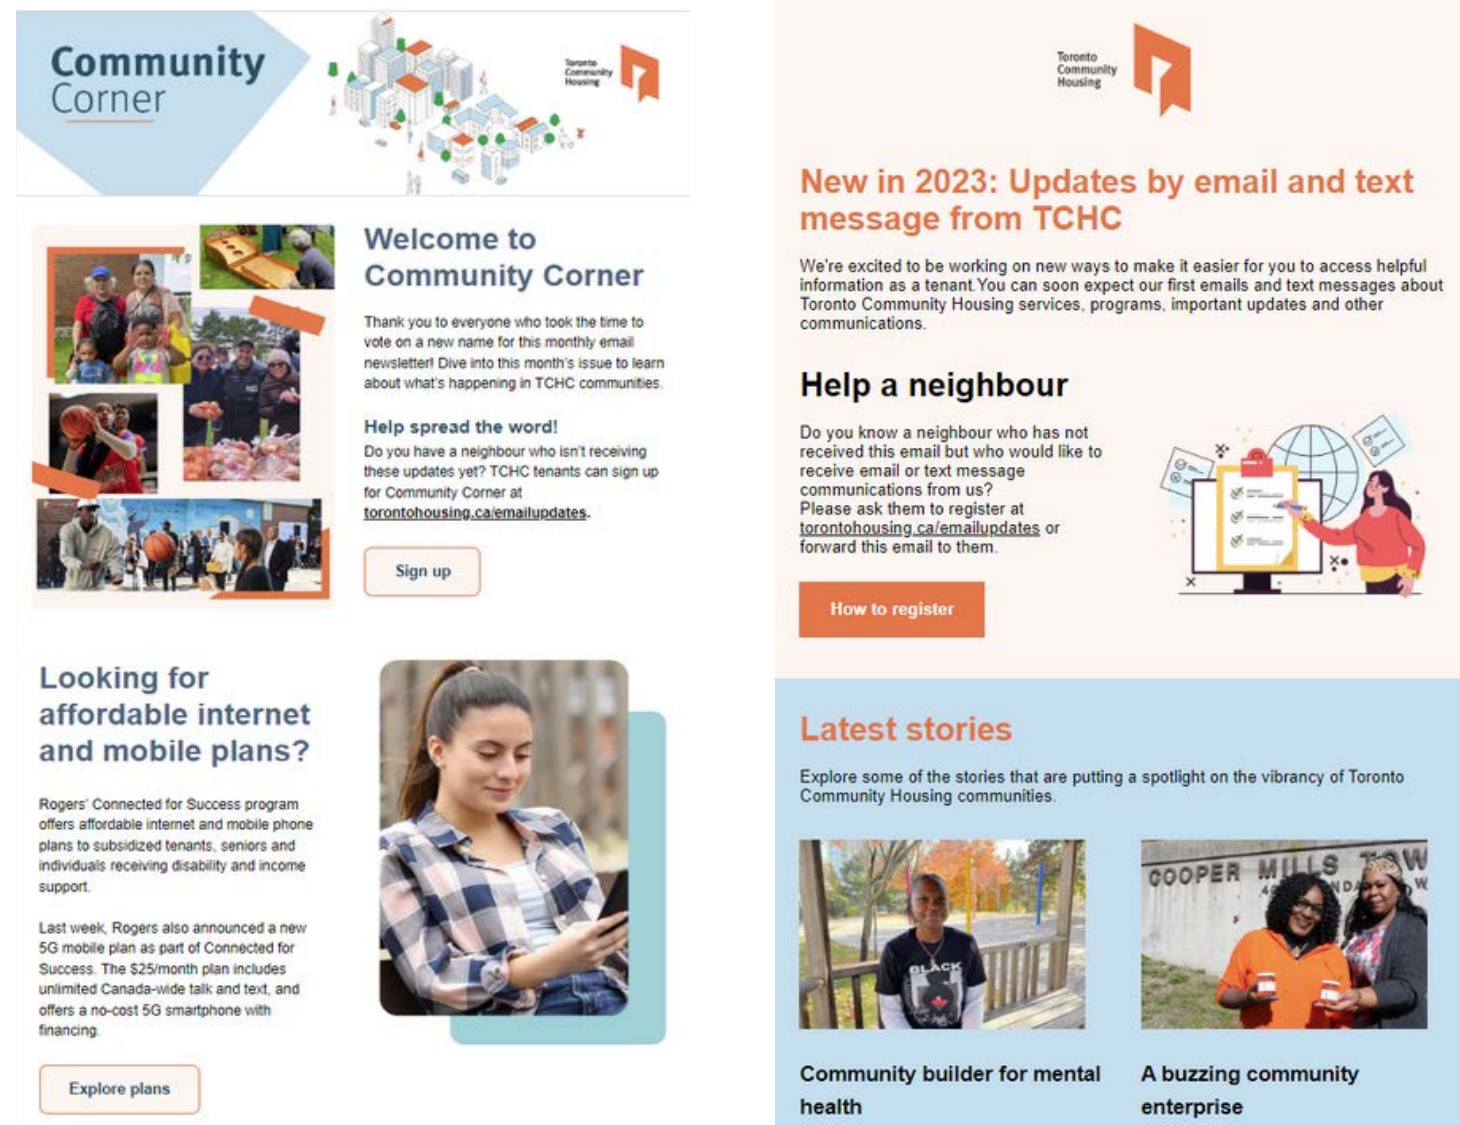 Community
Corner
Toronto
Community
Housing
Welcome to
Community Corner
Thank you to everyone who took the time to
vote on a new name for this monthly email
newsletter! Dive into this month's issue to learn
about what's happening in TCHC communities.
Help spread the word!
Do you have a neighbour who isn't receiving
these updates yet? TCHC tenants can sign up
for Community Corner at
torontohousing.ca/emailupdates.
Sign up
Looking for
affordable internet
and mobile plans?
Rogers' Connected for Success program
offers affordable internet and mobile phone
plans to subsidized tenants, seniors and
individuals receiving disability and income
support.
Last week, Rogers also announced a new
5G mobile plan as part of Connected for
Success. The $25/month plan includes
unlimited Canada-wide talk and text, and
offers a no-cost 5G smartphone with
financing.
Explore plans
Toronto
Community
Housing
New in 2023: Updates by email and text
message from TCHC
We're excited to be working on new ways to make it easier for you to access helpful
information as a tenant.You can soon expect our first emails and text messages about
Toronto Community Housing services, programs, important updates and other
communications.
Help a neighbour
Do you know a neighbour who has not
received this email but who would like to
receive email or text message
communications from us?
Please ask them to register at
torontohousing.ca/emailupdates or
forward this email to them.
How to register
Latest stories
Explore some of the stories that are putting a spotlight on the vibrancy of Toronto
Community Housing communities.
BLACK
COOPER MILLS TOW
Community builder for mental
health
A buzzing community
enterprise